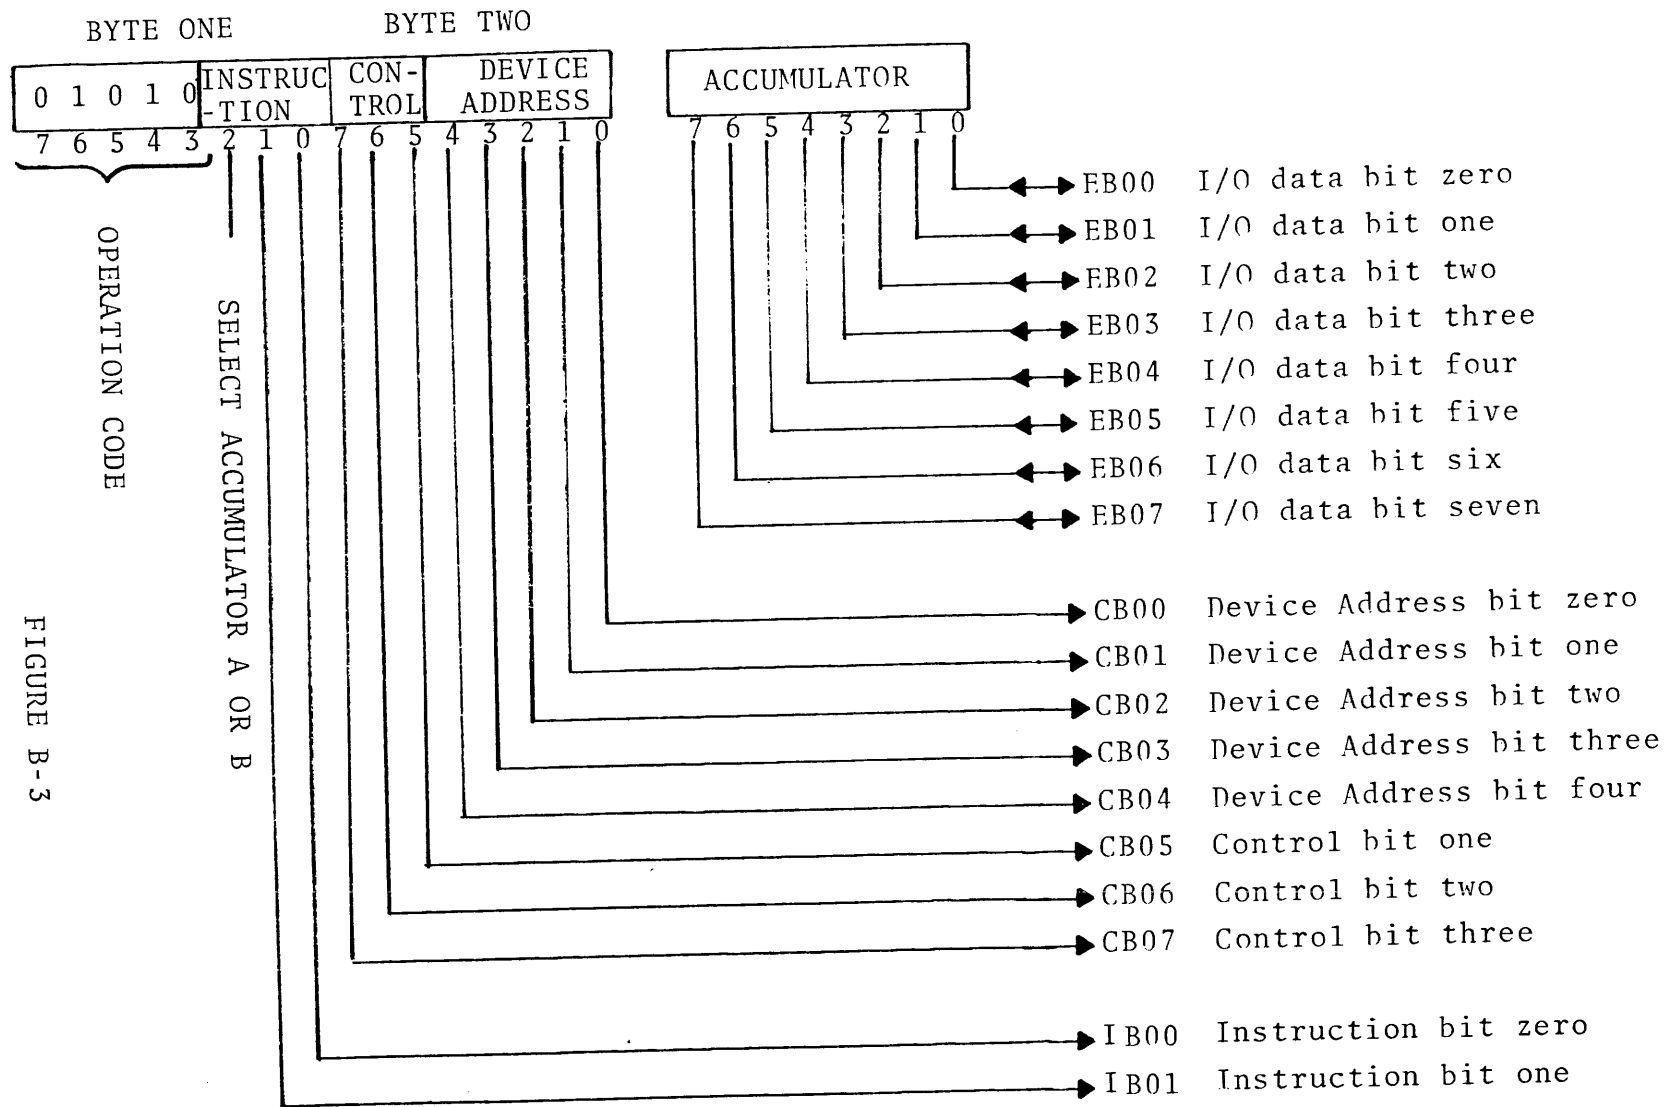 BYTE ONE
BYTE TWO
0 1 0 1 0
INSTRUC
-TION
CON-
TROL
DEVICE
ADDRESS
ACCUMULATOR
7 6 5 4 3 2 1 0 7 6 5 4 3 2 1 0
7 6 5 4 3 2 1 0
OPERATION CODE
SELECT ACCUMULATOR A OR B
EB00 I/O data bit zero
EB01 I/O data bit one
EB02 I/O data bit two
EB03 I/O data bit three
EB04 I/O data bit four
EB05 I/O data bit five
EB06 I/O data bit six
EB07 I/O data bit seven
CB00 Device Address bit zero
CB01 Device Address bit one
CB02 Device Address bit two
CB03 Device Address bit three
CB04 Device Address bit four
CB05 Control bit one
CB06 Control bit two
CB07 Control bit three
IB00 Instruction bit zero
IB01 Instruction bit one
FIGURE B-3